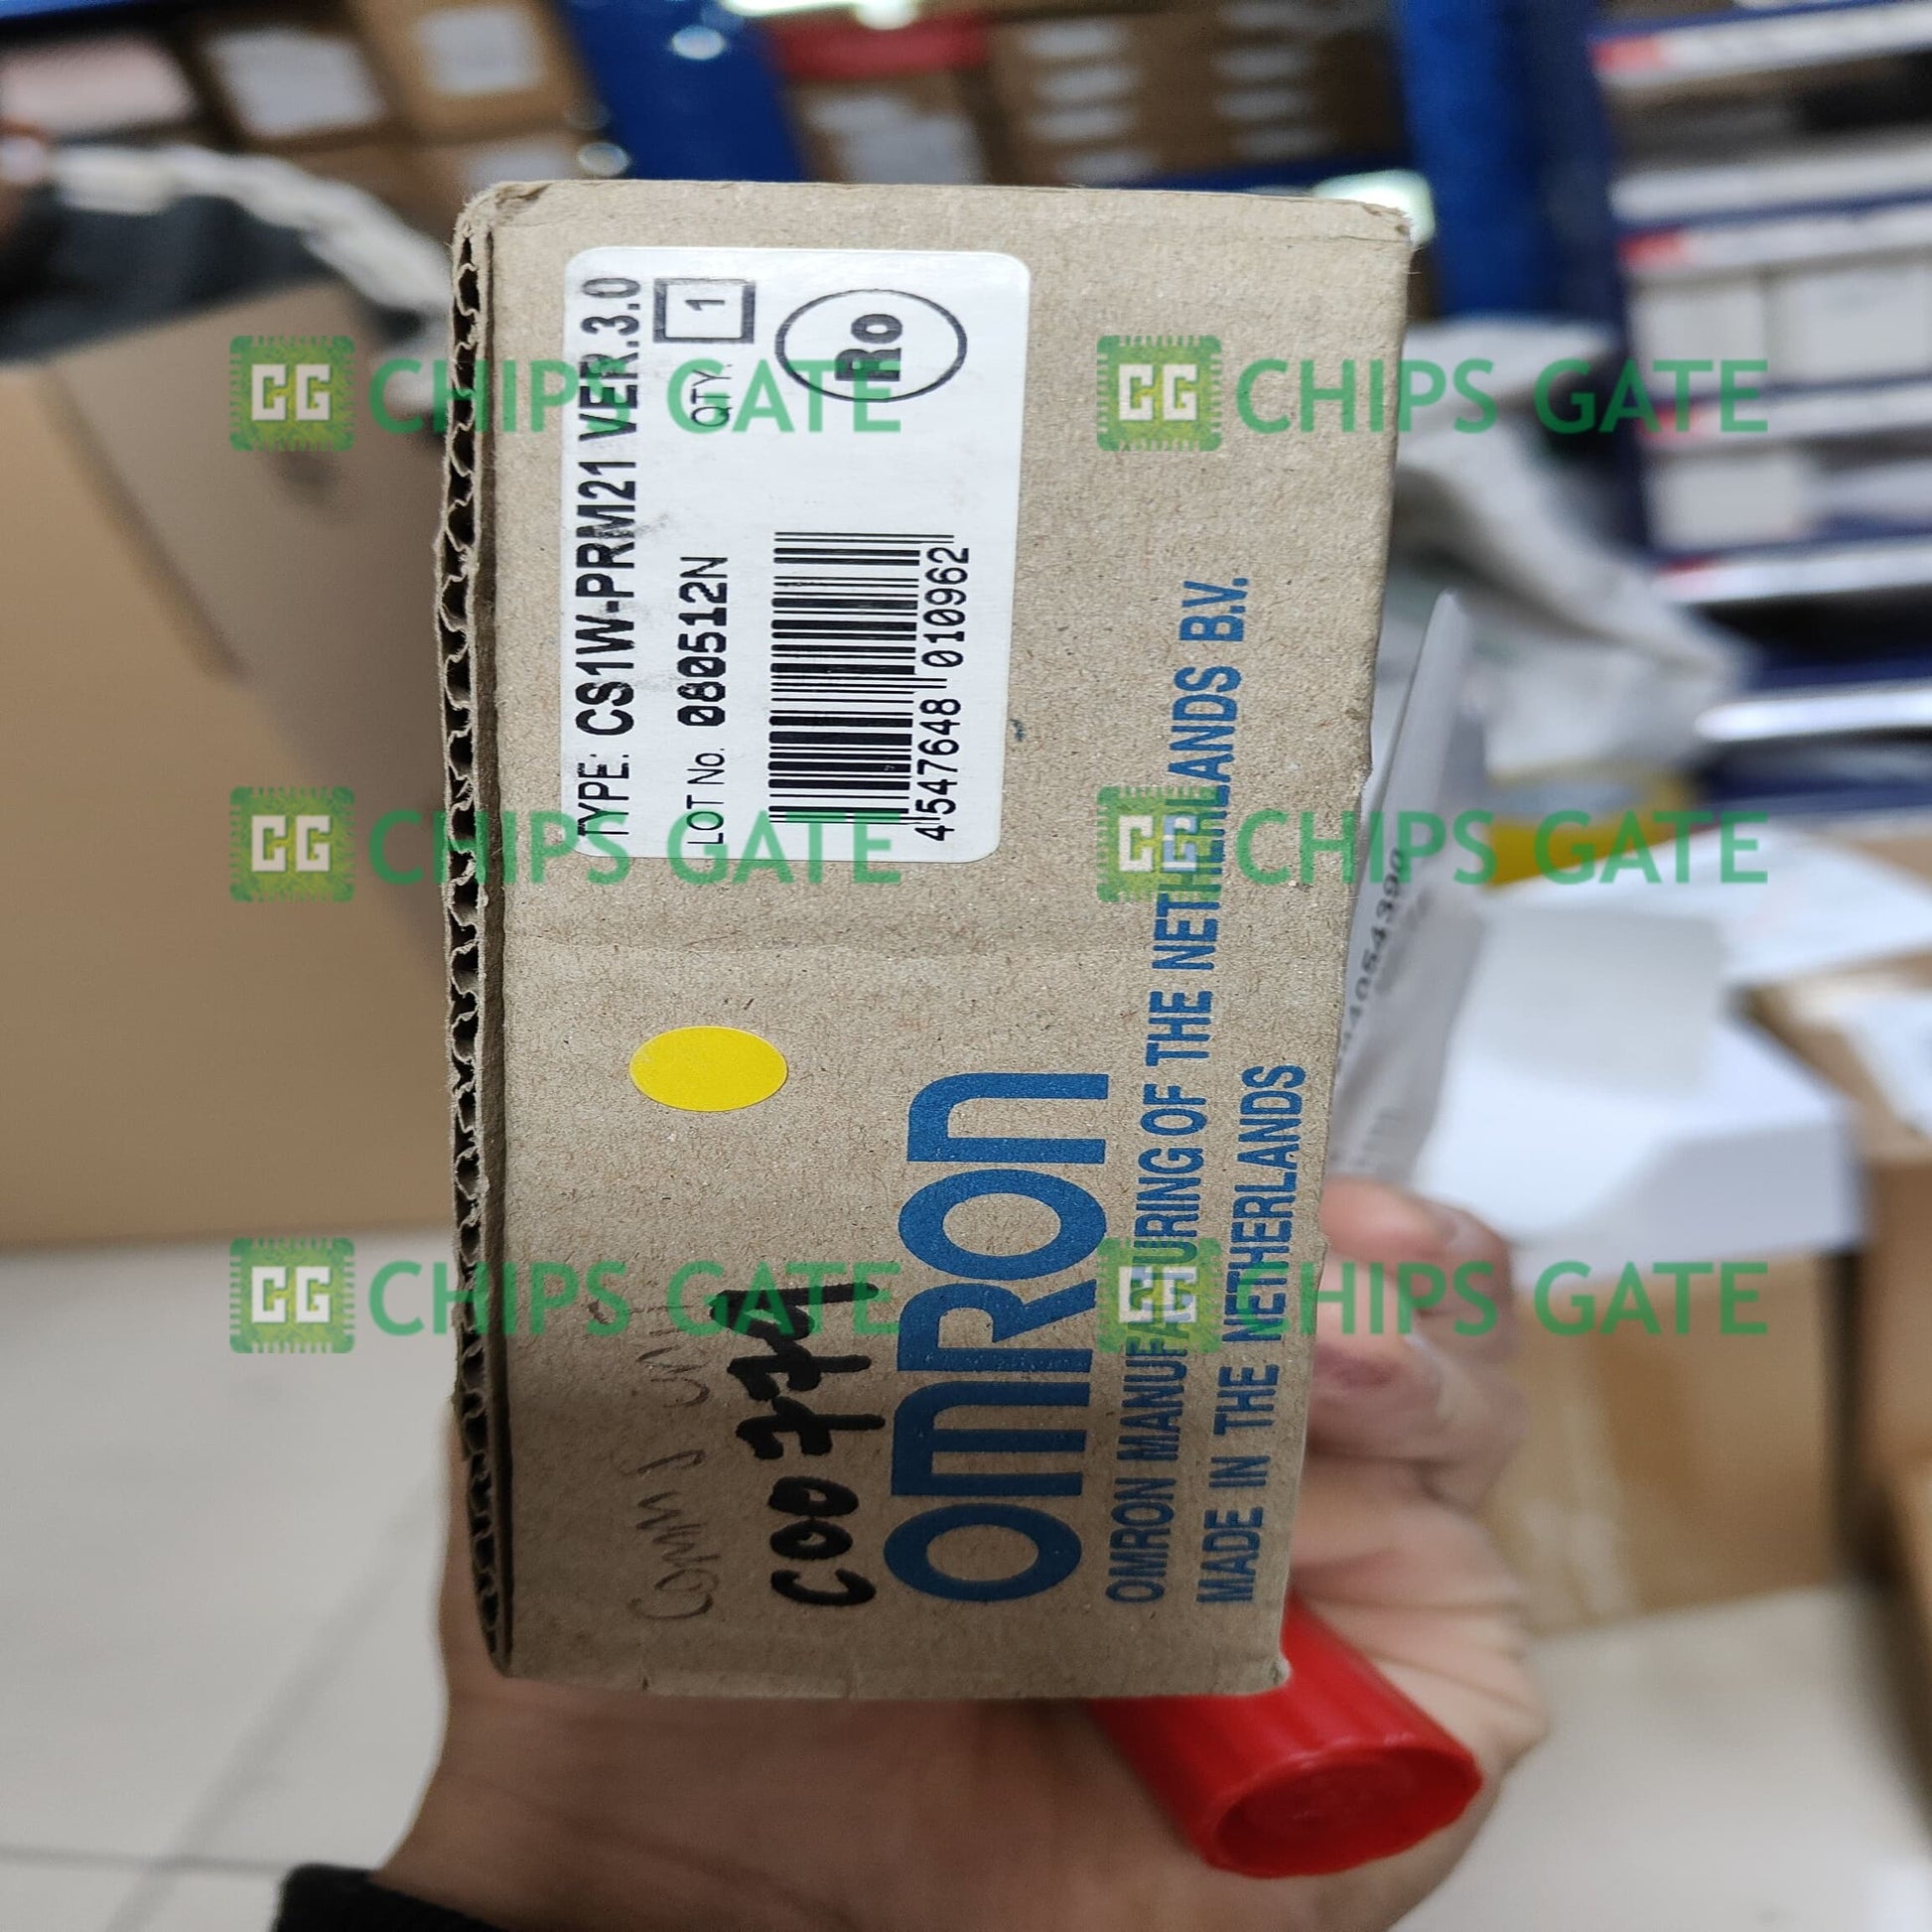 TYPE: CS1W-PRM21 VER.3.0
LOT No. 080512N QTY. 1
Ro
4 547648 010962
C00771
OMRON
OMRON MANUFACTURING OF THE NETHERLANDS B.V.
MADE IN THE NETHERLANDS
CG CHIPS GATE
CG CHIPS GATE
CG CHIPS GATE
CG CHIPS GATE
CG CHIPS GATE
CG CHIPS GATE